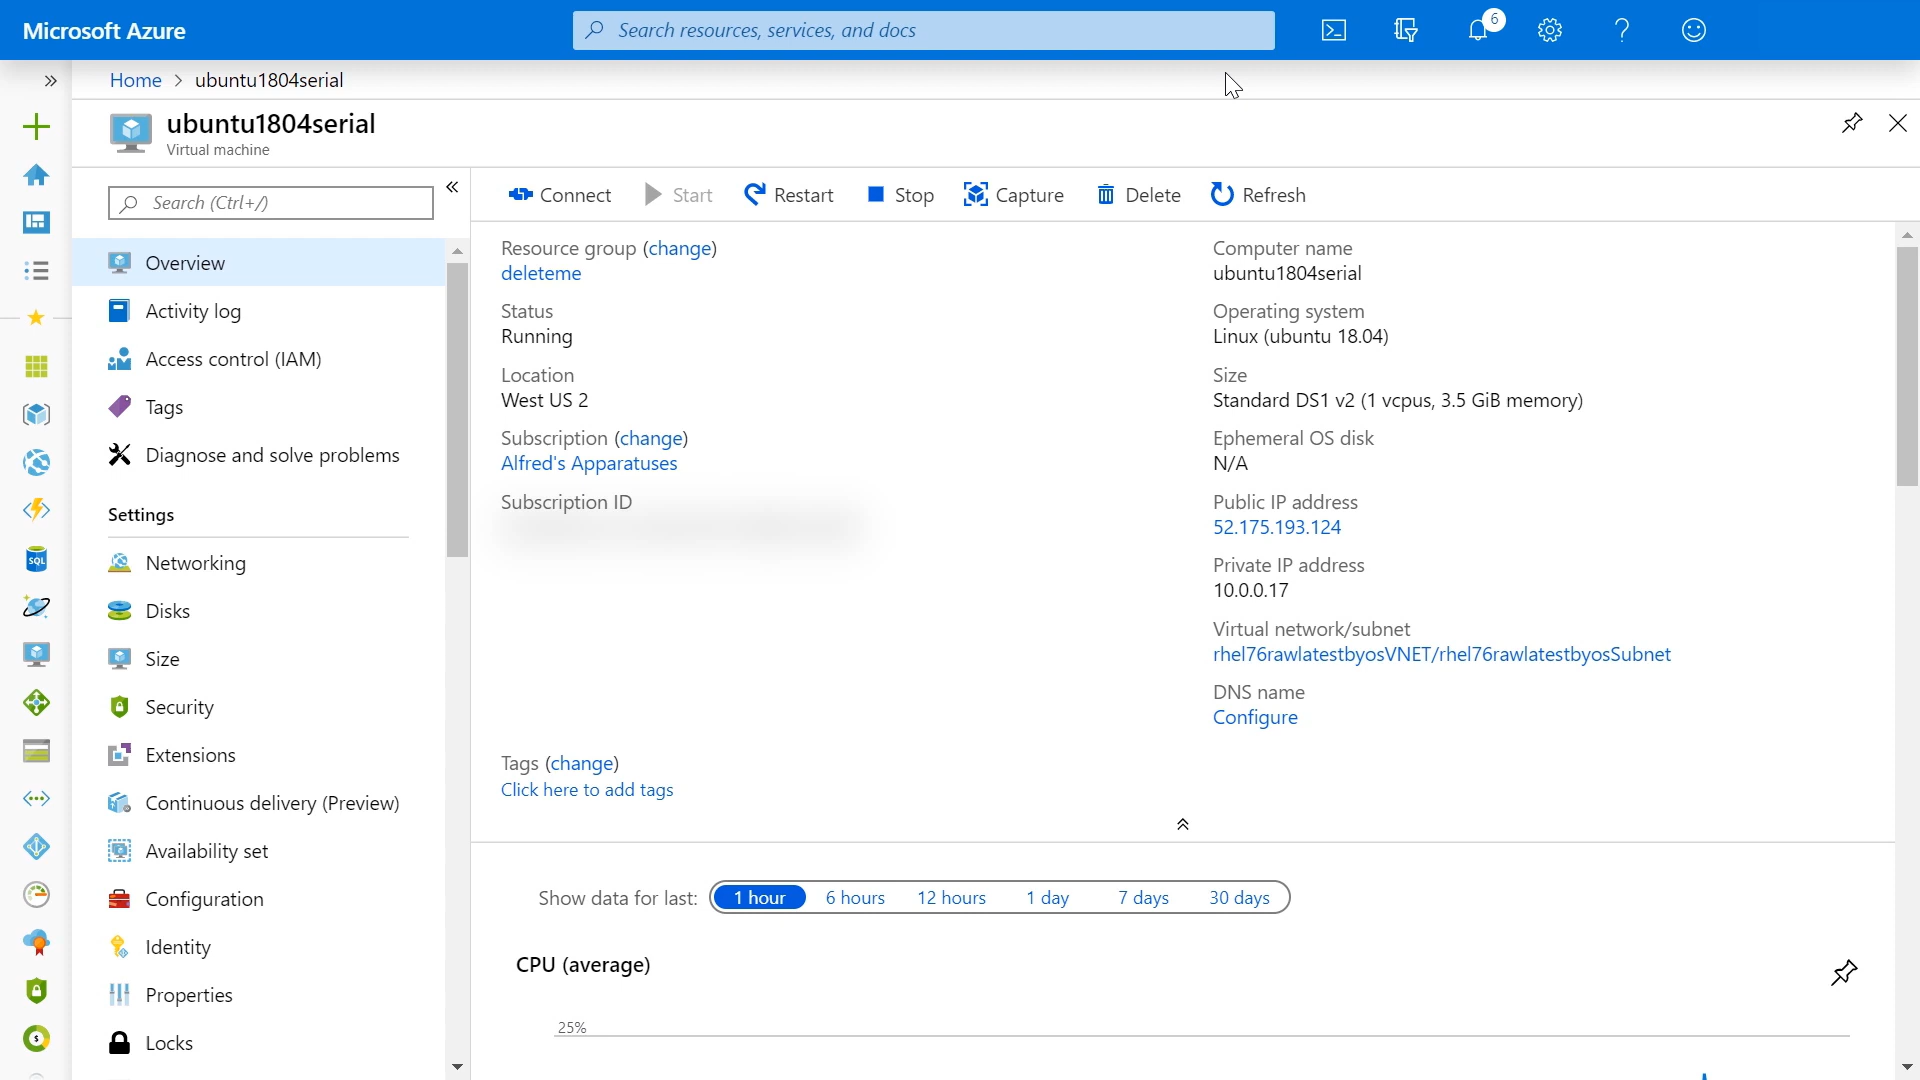 Microsoft Azure
Search resources, services, and docs
6
Home > ubuntu1804serial
ubuntu1804serial
Virtual machine
Search (Ctrl+/)
Overview
Activity log
Access control (IAM)
Tags
Diagnose and solve problems
Settings
Networking
Disks
Size
Security
Extensions
Continuous delivery (Preview)
Availability set
Configuration
Identity
Properties
Locks
SQL
Connect Start Restart Stop Capture Delete Refresh
Resource group (change)
deleteme
Status
Running
Location
West US 2
Subscription (change)
Alfred's Apparatuses
Subscription ID
Computer name
ubuntu1804serial
Operating system
Linux (ubuntu 18.04)
Size
Standard DS1 v2 (1 vcpus, 3.5 GiB memory)
Ephemeral OS disk
N/A
Public IP address
52.175.193.124
Private IP address
10.0.0.17
Virtual network/subnet
rhel76rawlatestbyosVNET/rhel76rawlatestbyosSubnet
DNS name
Configure
Tags (change)
Click here to add tags
Show data for last: 1 hour 6 hours 12 hours 1 day 7 days 30 days
CPU (average)
25%